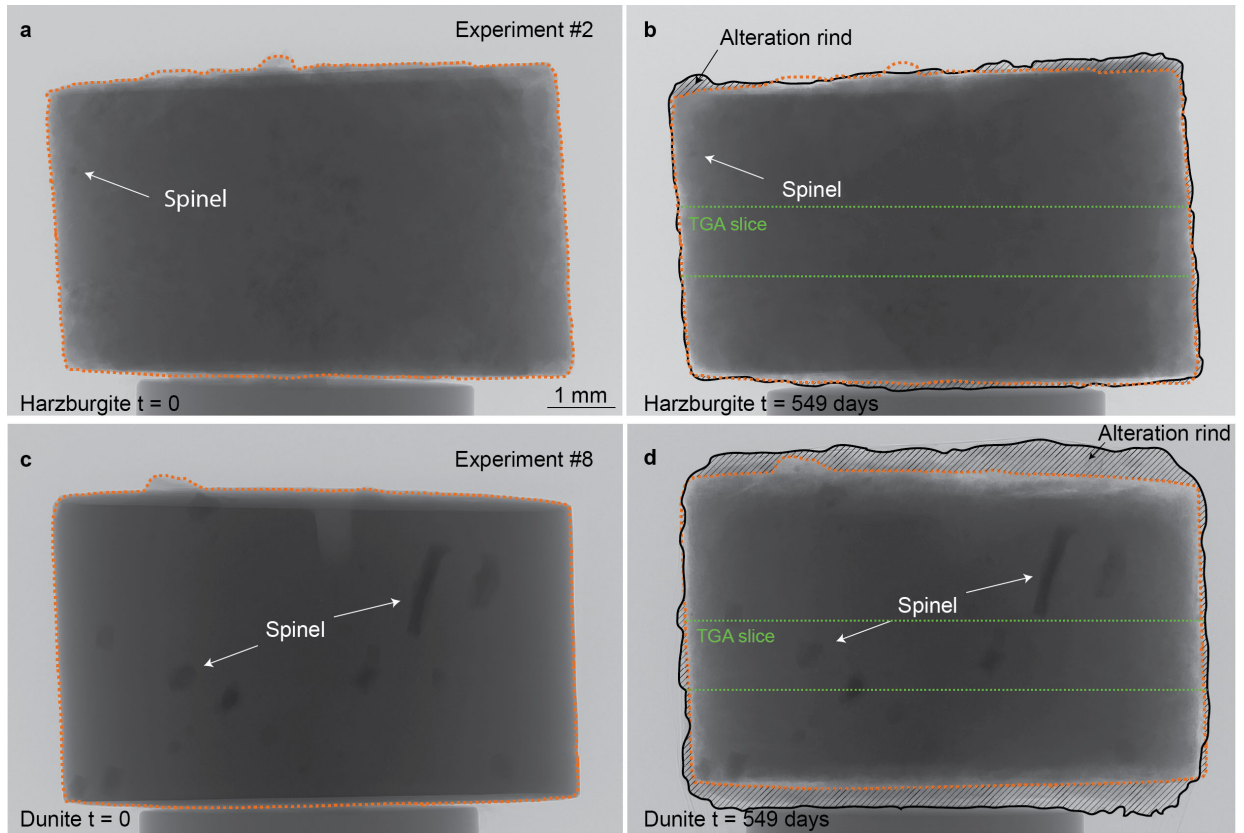 a
Experiment #2
Spinel
Harzburgite t = 0
1 mm
b
Alteration rind
Spinel
TGA slice
Harzburgite t = 549 days
c
Experiment #8
Spinel
Dunite t = 0
d
Alteration rind
Spinel
TGA slice
Dunite t = 549 days